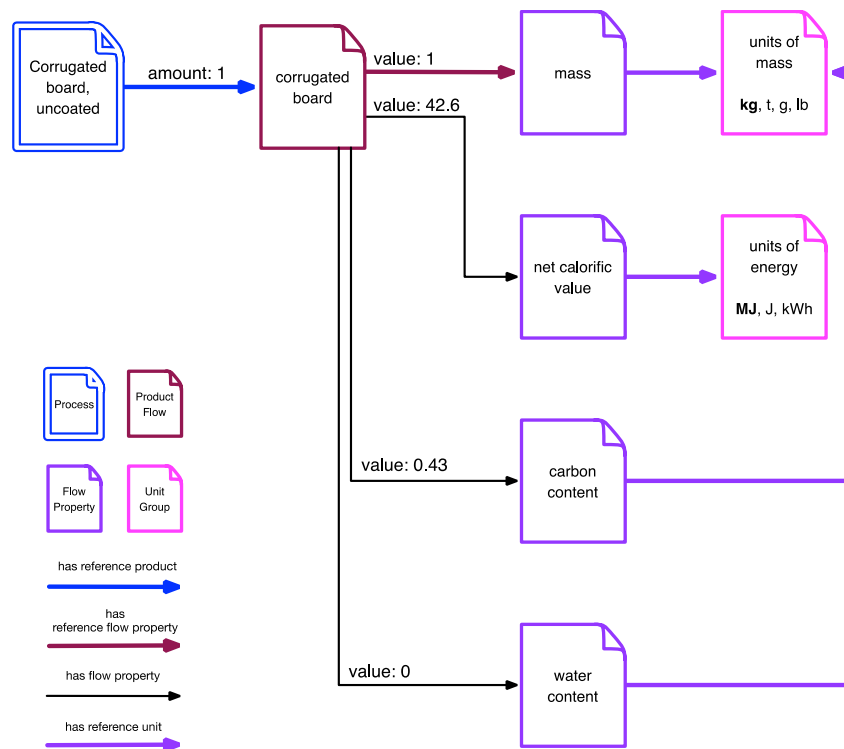 Corrugated
board,
uncoated
amount: 1
corrugated
board
value: 1
mass
units of
mass
kg, t, g, lb
value: 42.6
net calorific
value
units of
energy
MJ, J, kWh
value: 0.43
carbon
content
value: 0
water
content
Process
Product
Flow
Flow
Property
Unit
Group
has reference product
has
reference flow property
has flow property
has reference unit